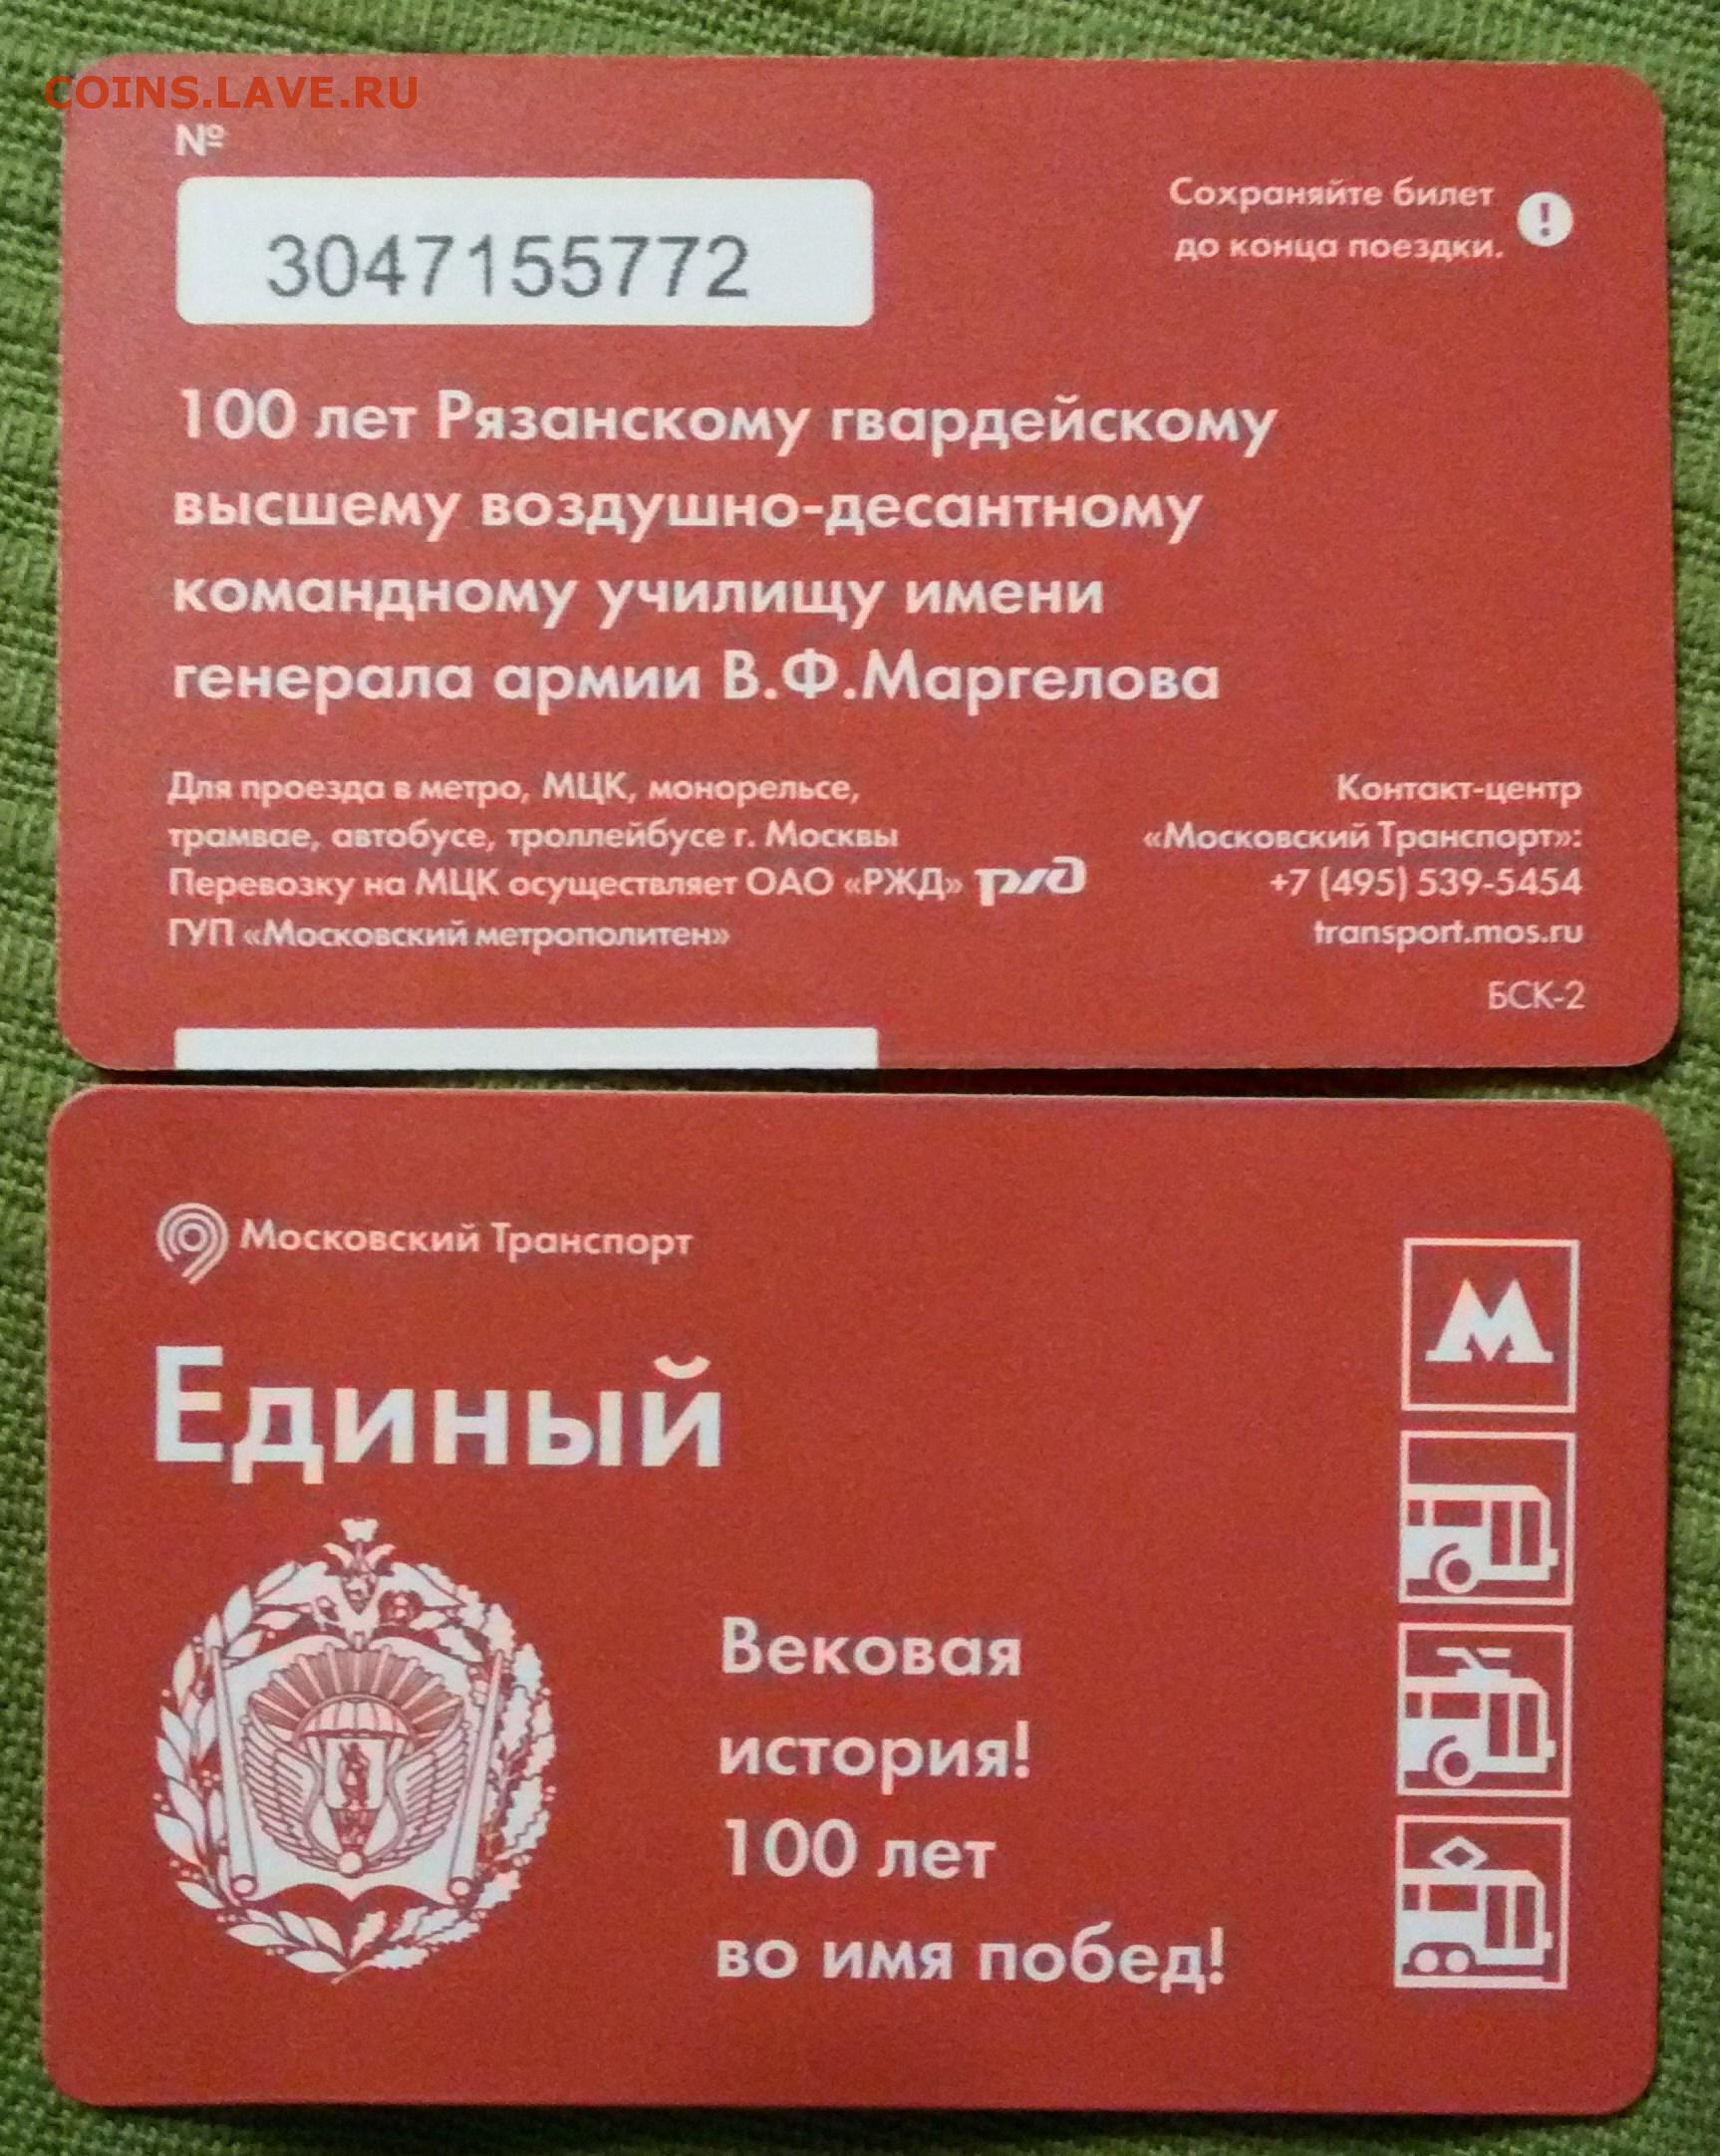 COINS.LAVE.RU
№
3047155772
Сохраняйте билет
до конца поездки.
!
100 лет Рязанскому гвардейскому
высшему воздушно-десантному
командному училищу имени
генерала армии В.Ф.Маргелова
Для проезда в метро, МЦК, монорельсе,
трамвае, автобусе, троллейбусе г. Москвы
Перевозку на МЦК осуществляет ОАО «РЖД» ржд
ГУП «Московский метрополитен»
Контакт-центр
«Московский Транспорт»:
+7 (495) 539-5454
transport.mos.ru
БСК-2
Московский Транспорт
Единый
М
Вековая
история!
100 лет
во имя побед!